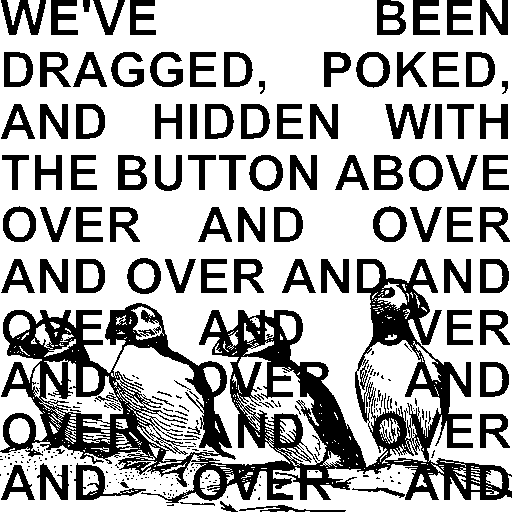 WE'VE BEEN
DRAGGED, POKED,
AND HIDDEN WITH
THE BUTTON ABOVE
OVER AND OVER
AND OVER AND AND
OVER AND OVER
AND OVER AND
OVER AND OVER
AND OVER AND